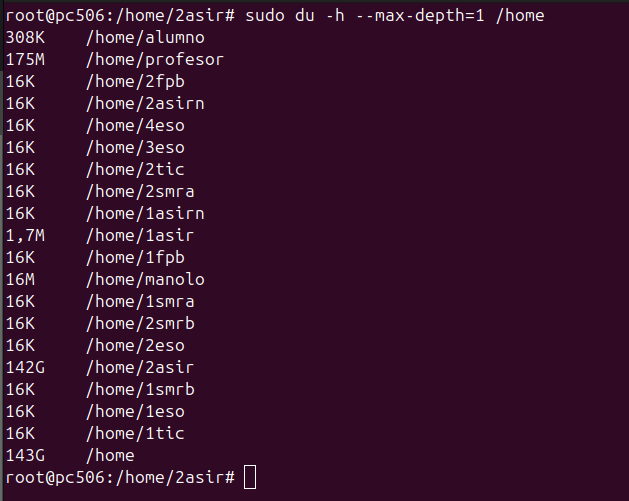 root@pc506:/home/2asir# sudo du -h --max-depth=1 /home
308K    /home/alumno
175M    /home/profesor
16K     /home/2fpb
16K     /home/2asirn
16K     /home/4eso
16K     /home/3eso
16K     /home/2tic
16K     /home/2smra
16K     /home/1asirn
1,7M    /home/1asir
16K     /home/1fpb
16M     /home/manolo
16K     /home/1smra
16K     /home/2smrb
16K     /home/2eso
142G    /home/2asir
16K     /home/1smrb
16K     /home/1eso
16K     /home/1tic
143G    /home
root@pc506:/home/2asir#